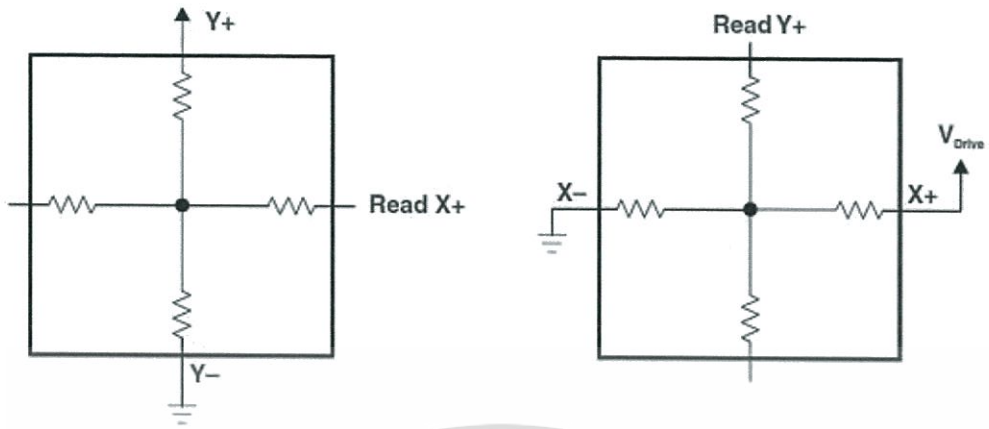 Y+
Read X+
Y–
Read Y+
X–
X+
VDrive